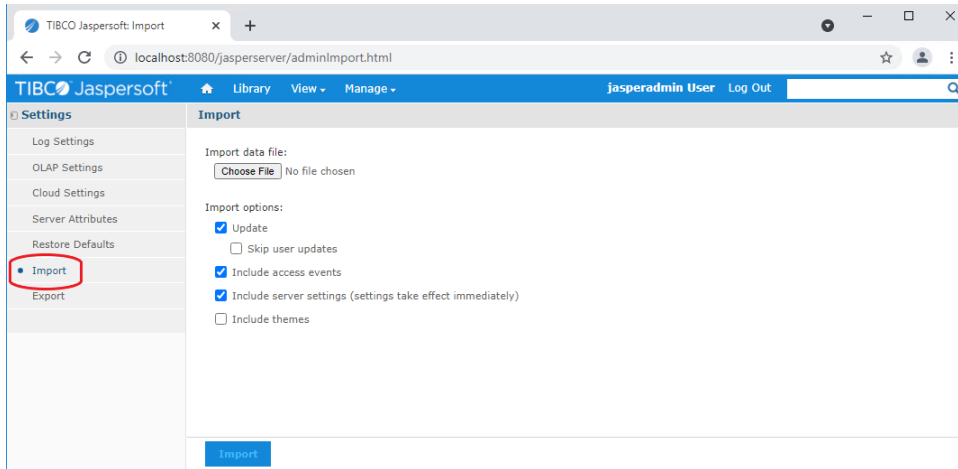 TIBCO Jaspersoft: Import
localhost:8080/jasperserver/adminImport.html
TIBCO Jaspersoft Library View Manage jasperadmin User Log Out
Settings Import
Log Settings
Import data file:
OLAP Settings Choose File No file chosen
Cloud Settings
Import options:
Server Attributes Update
Restore Defaults Skip user updates
Import Include access events
Export Include server settings (settings take effect immediately)
Include themes
Import